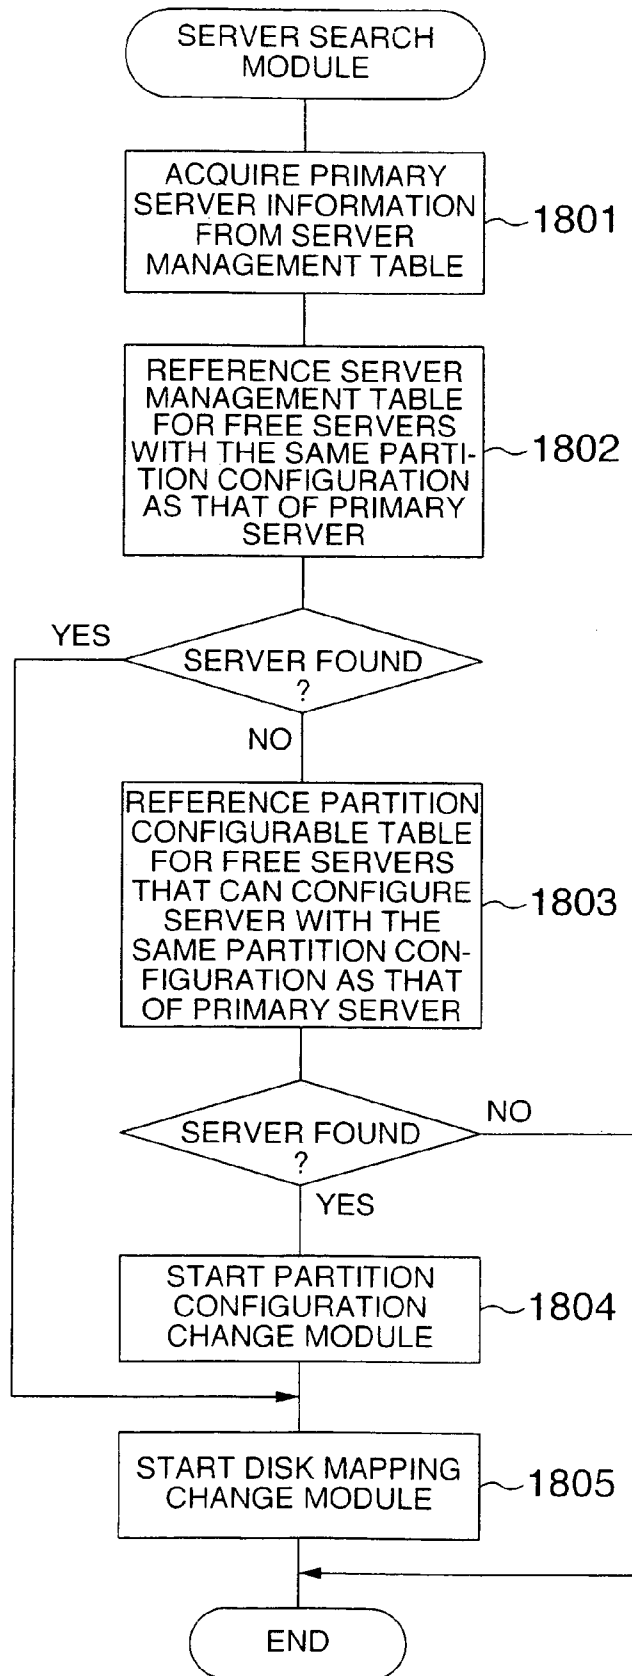 SERVER SEARCH
MODULE
ACQUIRE PRIMARY
SERVER INFORMATION
FROM SERVER
MANAGEMENT TABLE
1801
REFERENCE SERVER
MANAGEMENT TABLE
FOR FREE SERVERS
WITH THE SAME PARTI-
TION CONFIGURATION
AS THAT OF PRIMARY
SERVER
1802
YES
SERVER FOUND
?
NO
REFERENCE PARTITION
CONFIGURABLE TABLE
FOR FREE SERVERS
THAT CAN CONFIGURE
SERVER WITH THE
SAME PARTITION CON-
FIGURATION AS THAT
OF PRIMARY SERVER
1803
NO
SERVER FOUND
?
YES
START PARTITION
CONFIGURATION
CHANGE MODULE
1804
START DISK MAPPING
CHANGE MODULE
1805
END